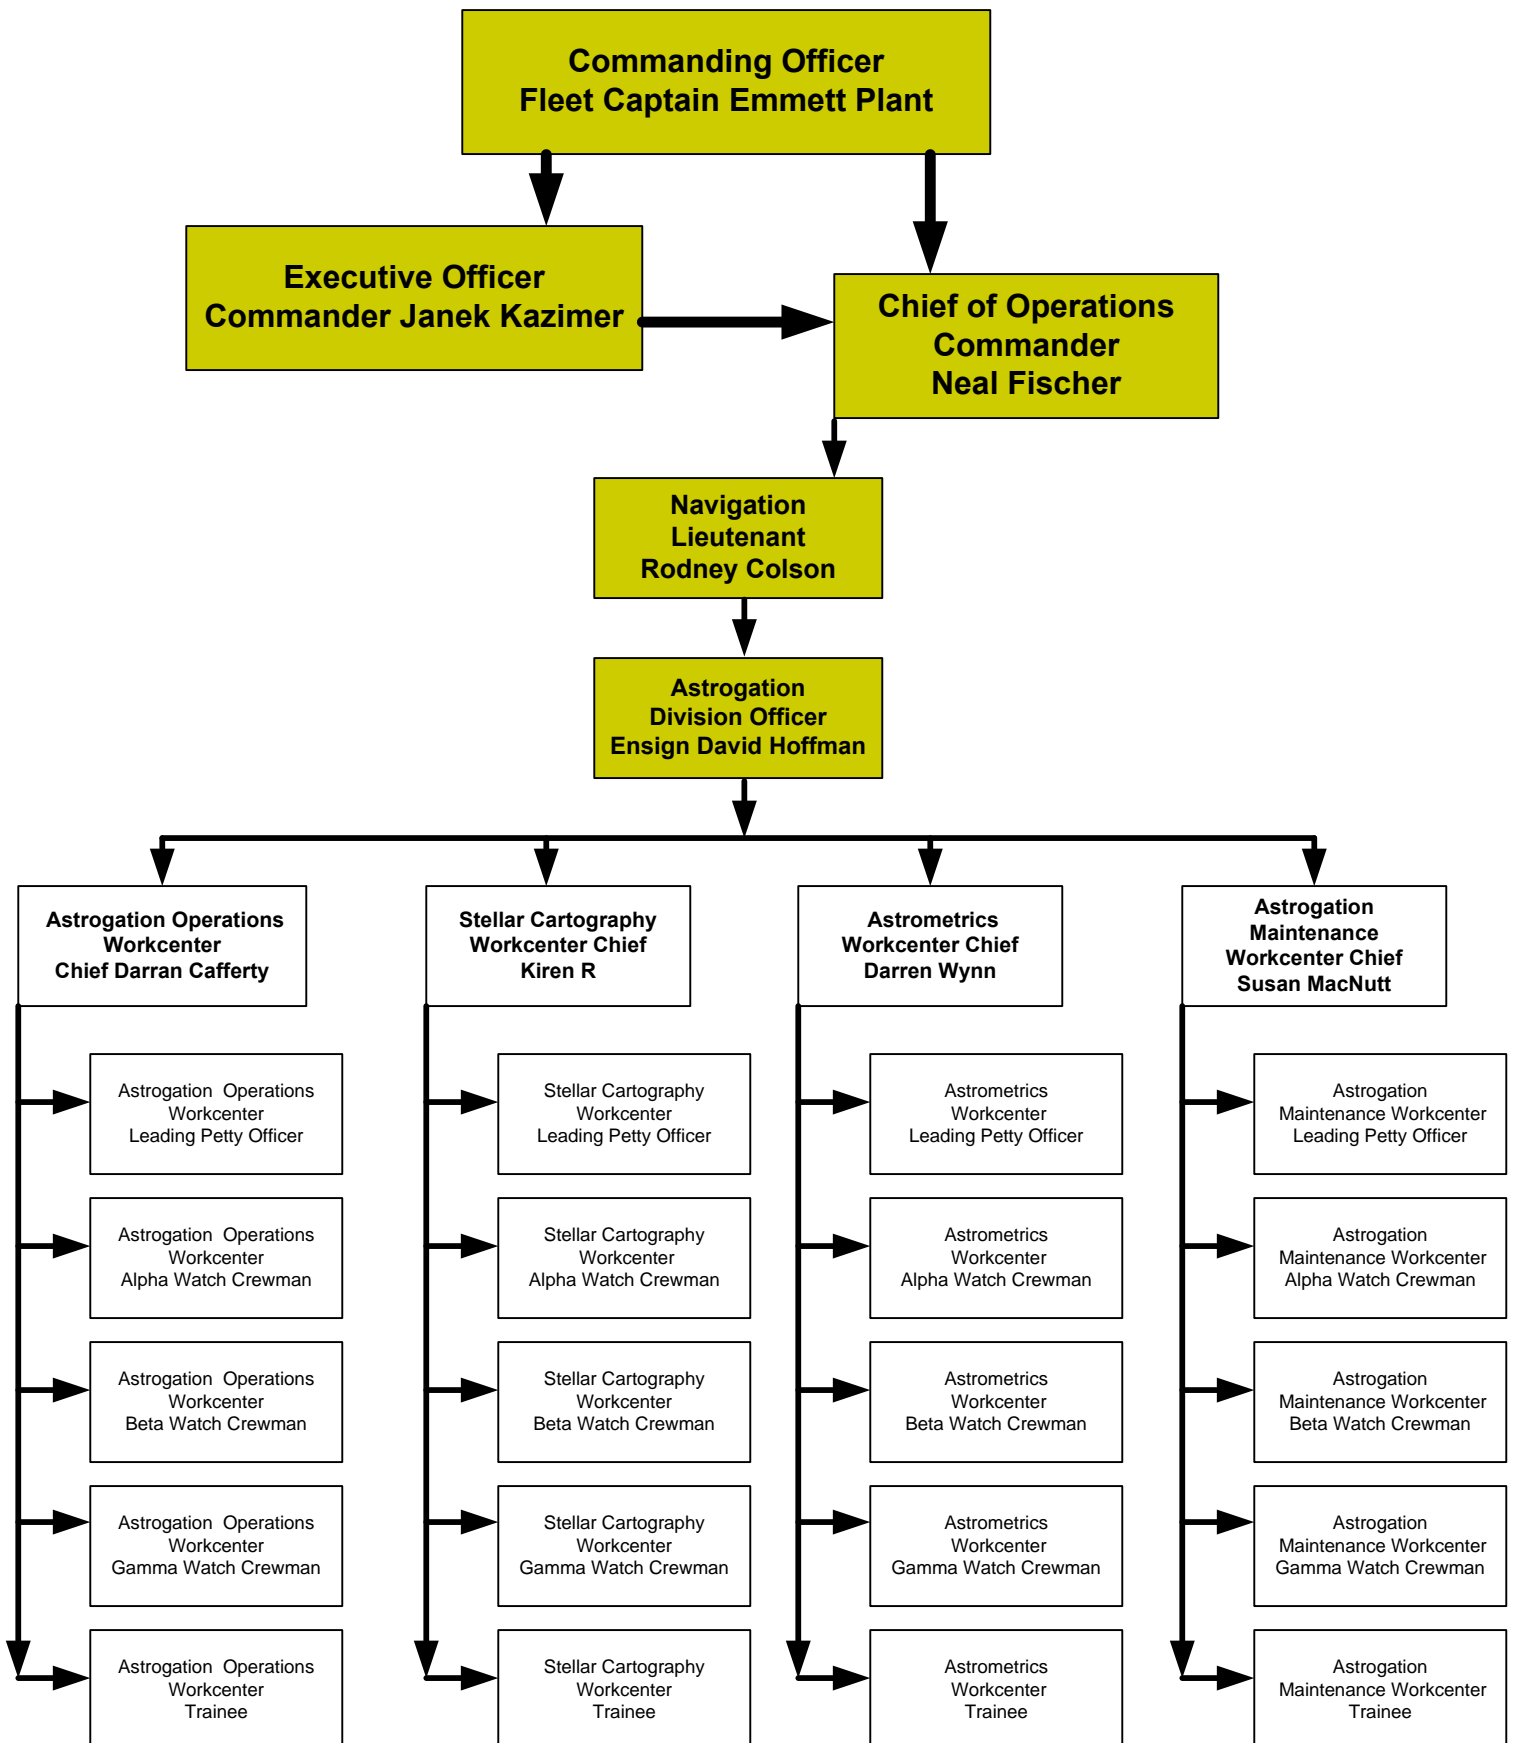 Commanding Officer
Fleet Captain Emmett Plant
Executive Officer
Commander Janek Kazimer
Chief of Operations
Commander
Neal Fischer
Navigation
Lieutenant
Rodney Colson
Astrogation
Division Officer
Ensign David Hoffman
Astrogation Operations
Workcenter
Chief Darran Cafferty
Stellar Cartography
Workcenter Chief
Kiren R
Astrometrics
Workcenter Chief
Darren Wynn
Astrogation
Maintenance
Workcenter Chief
Susan MacNutt
Astrogation  Operations
Workcenter
Leading Petty Officer
Stellar Cartography
Workcenter
Leading Petty Officer
Astrometrics
Workcenter
Leading Petty Officer
Astrogation
Maintenance Workcenter
Leading Petty Officer
Astrogation  Operations
Workcenter
Alpha Watch Crewman
Stellar Cartography
Workcenter
Alpha Watch Crewman
Astrometrics
Workcenter
Alpha Watch Crewman
Astrogation
Maintenance Workcenter
Alpha Watch Crewman
Astrogation  Operations
Workcenter
Beta Watch Crewman
Stellar Cartography
Workcenter
Beta Watch Crewman
Astrometrics
Workcenter
Beta Watch Crewman
Astrogation
Maintenance Workcenter
Beta Watch Crewman
Astrogation  Operations
Workcenter
Gamma Watch Crewman
Stellar Cartography
Workcenter
Gamma Watch Crewman
Astrometrics
Workcenter
Gamma Watch Crewman
Astrogation
Maintenance Workcenter
Gamma Watch Crewman
Astrogation  Operations
Workcenter
Trainee
Stellar Cartography
Workcenter
Trainee
Astrometrics
Workcenter
Trainee
Astrogation
Maintenance Workcenter
Trainee